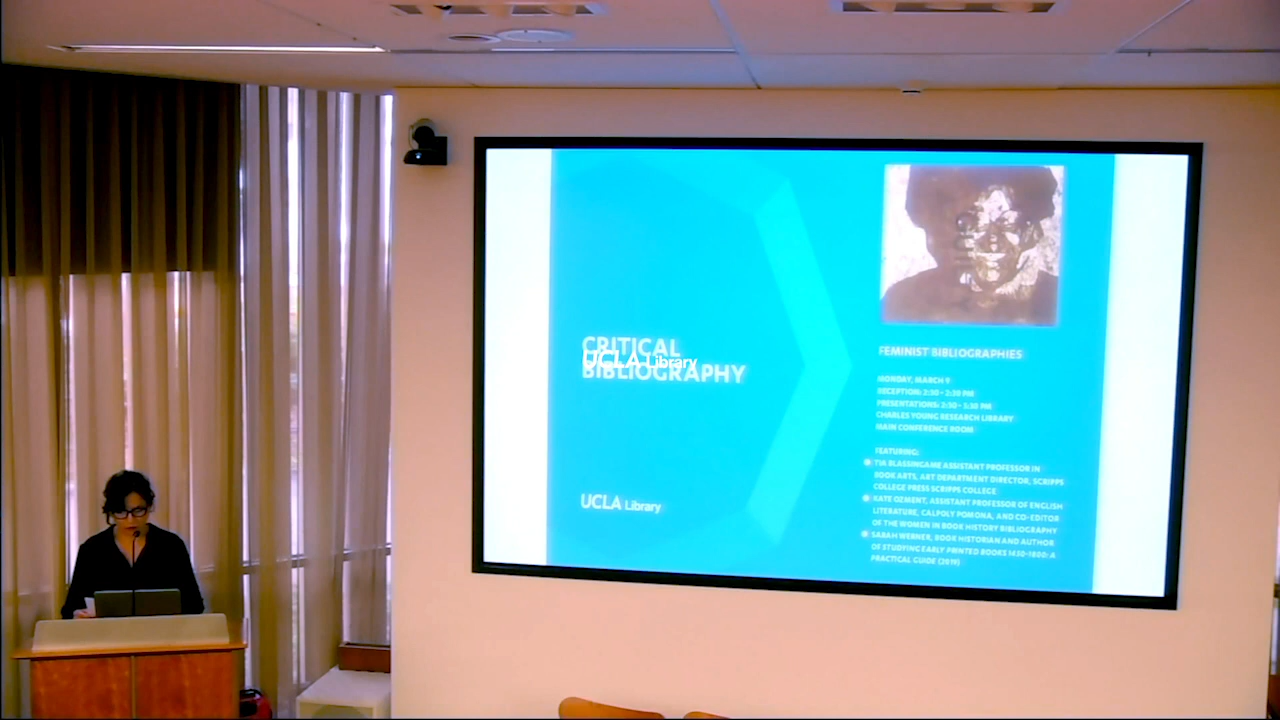 CRITICAL
UCLA Library
BIBLIOGRAPHY
UCLA Library
FEMINIST BIBLIOGRAPHIES
MONDAY, MARCH 9
RECEPTION: 2:30 - 2:30 PM
PRESENTATIONS: 2:30 - 5:30 PM
CHARLES YOUNG RESEARCH LIBRARY
MAIN CONFERENCE ROOM
FEATURING:
TIA BLASSINGAME ASSISTANT PROFESSOR IN
BOOK ARTS, ART DEPARTMENT DIRECTOR, SCRIPPS
COLLEGE PRESS SCRIPPS COLLEGE
KATE OZMENT, ASSISTANT PROFESSOR OF ENGLISH
LITERATURE, CALPOLY POMONA, AND CO-EDITOR
OF THE WOMEN IN BOOK HISTORY BIBLIOGRAPHY
SARAH WERNER, BOOK HISTORIAN AND AUTHOR
OF STUDYING EARLY PRINTED BOOKS 1450-1800: A
PRACTICAL GUIDE (2019)